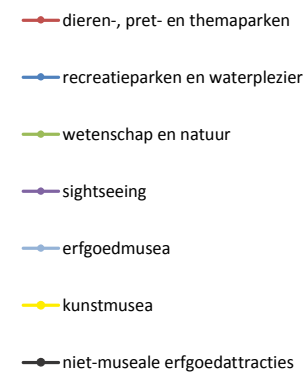 dieren-, pret- en themaparken
recreatieparken en waterplezier
wetenschap en natuur
sightseeing
erfgoedmusea
kunstmusea
niet-museale erfgoedattracties